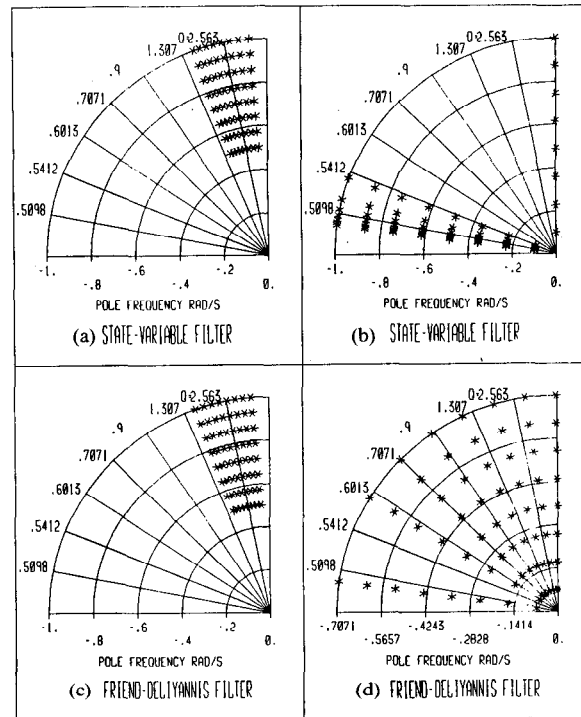 Q=2.563
1.307
.9
.7071
.6013
.5412
.5098
-1. -.8 -.6 -.4 -.2 0.
POLE FREQUENCY RAD/S
(a) STATE-VARIABLE FILTER
Q=2.563
1.307
.9
.7071
.6013
.5412
.5098
-1. -.8 -.6 -.4 -.2 0.
POLE FREQUENCY RAD/S
(b) STATE-VARIABLE FILTER
Q=2.563
1.307
.9
.7071
.6013
.5412
.5098
-1. -.8 -.6 -.4 -.2 0.
POLE FREQUENCY RAD/S
(c) FRIEND-DELIYANNIS FILTER
Q=2.563
1.307
.9
.7071
.6013
.5412
.5098
-.7071 -.5657 -.4243 -.2828 -.1414 0.
POLE FREQUENCY RAD/S
(d) FRIEND-DELIYANNIS FILTER